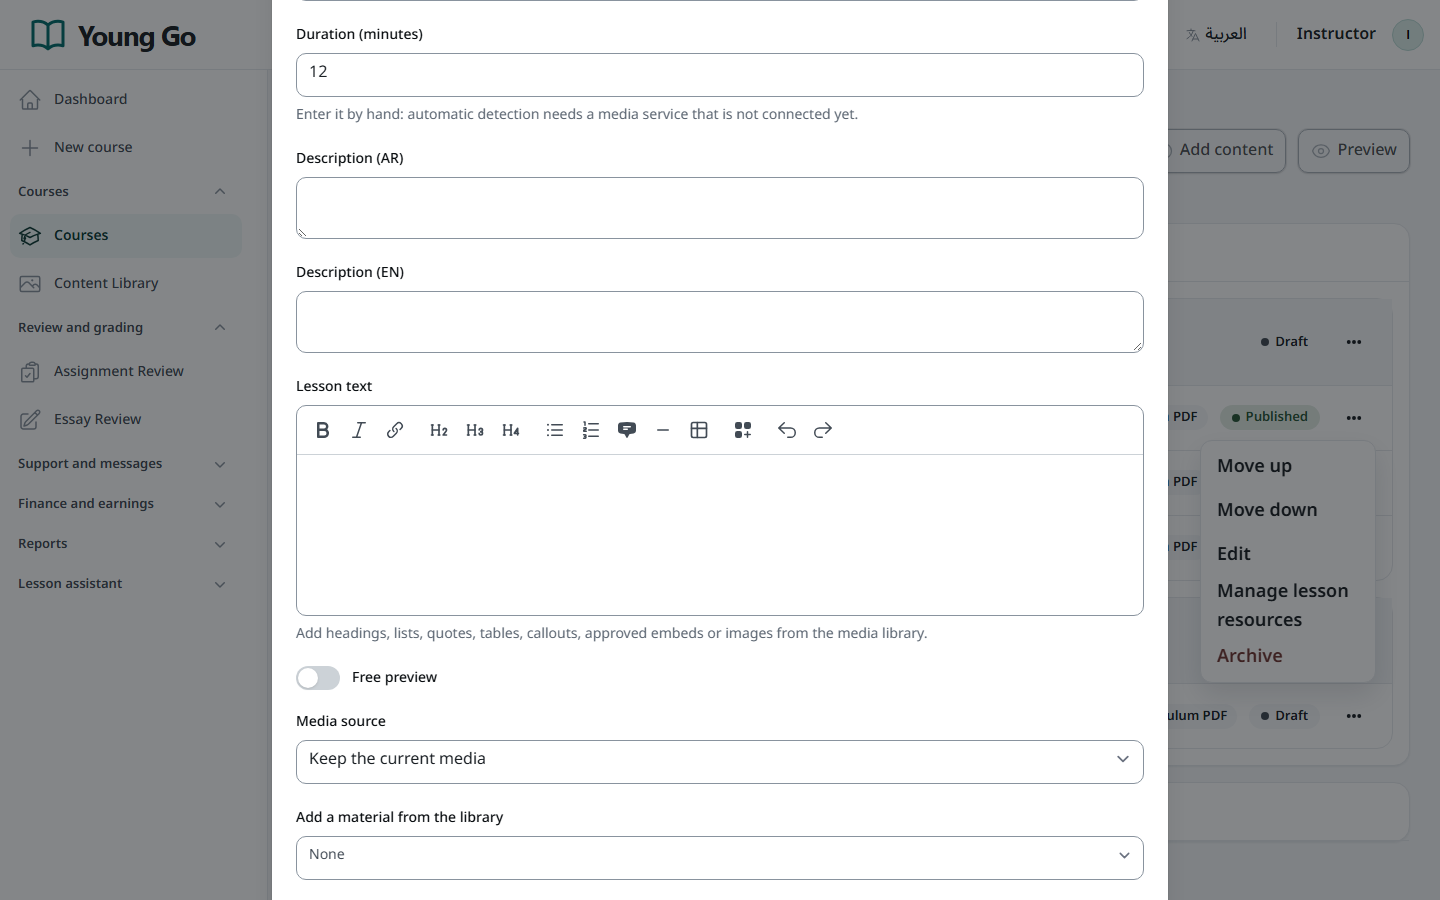 Young Go
العربية
Instructor
I
Dashboard
New course
Courses
Courses
Content Library
Review and grading
Assignment Review
Essay Review
Support and messages
Finance and earnings
Reports
Lesson assistant
Duration (minutes)
12
Enter it by hand: automatic detection needs a media service that is not connected yet.
Description (AR)
Description (EN)
Lesson text
B I H2 H3 H4
Add headings, lists, quotes, tables, callouts, approved embeds or images from the media library.
Free preview
Media source
Keep the current media
Add a material from the library
None
Add content
Preview
Draft
PDF
Published
PDF
PDF
Move up
Move down
Edit
Manage lesson
resources
Archive
PDF
Draft